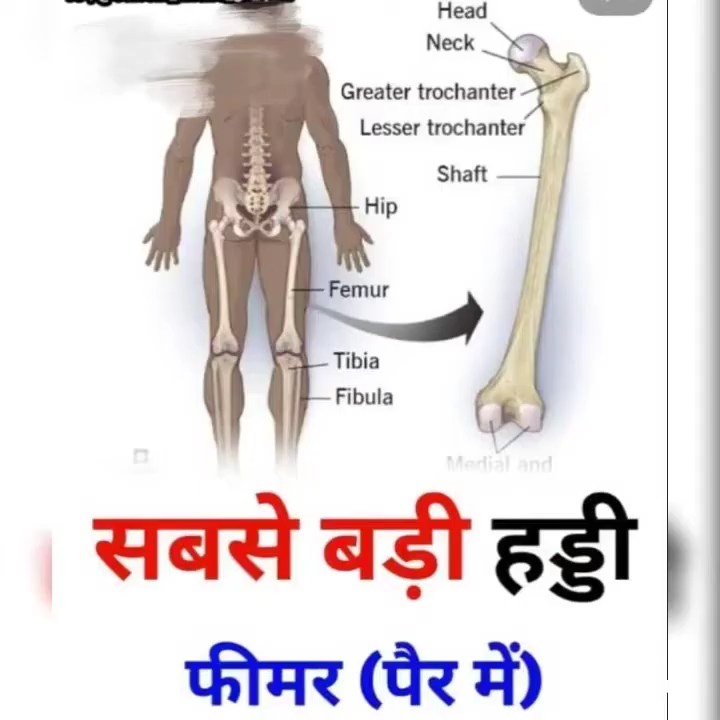 Head
Neck
Greater trochanter
Lesser trochanter
Shaft
Hip
Femur
Tibia
Fibula
Medial and
सबसे बड़ी हड्डी
फीमर (पैर में)